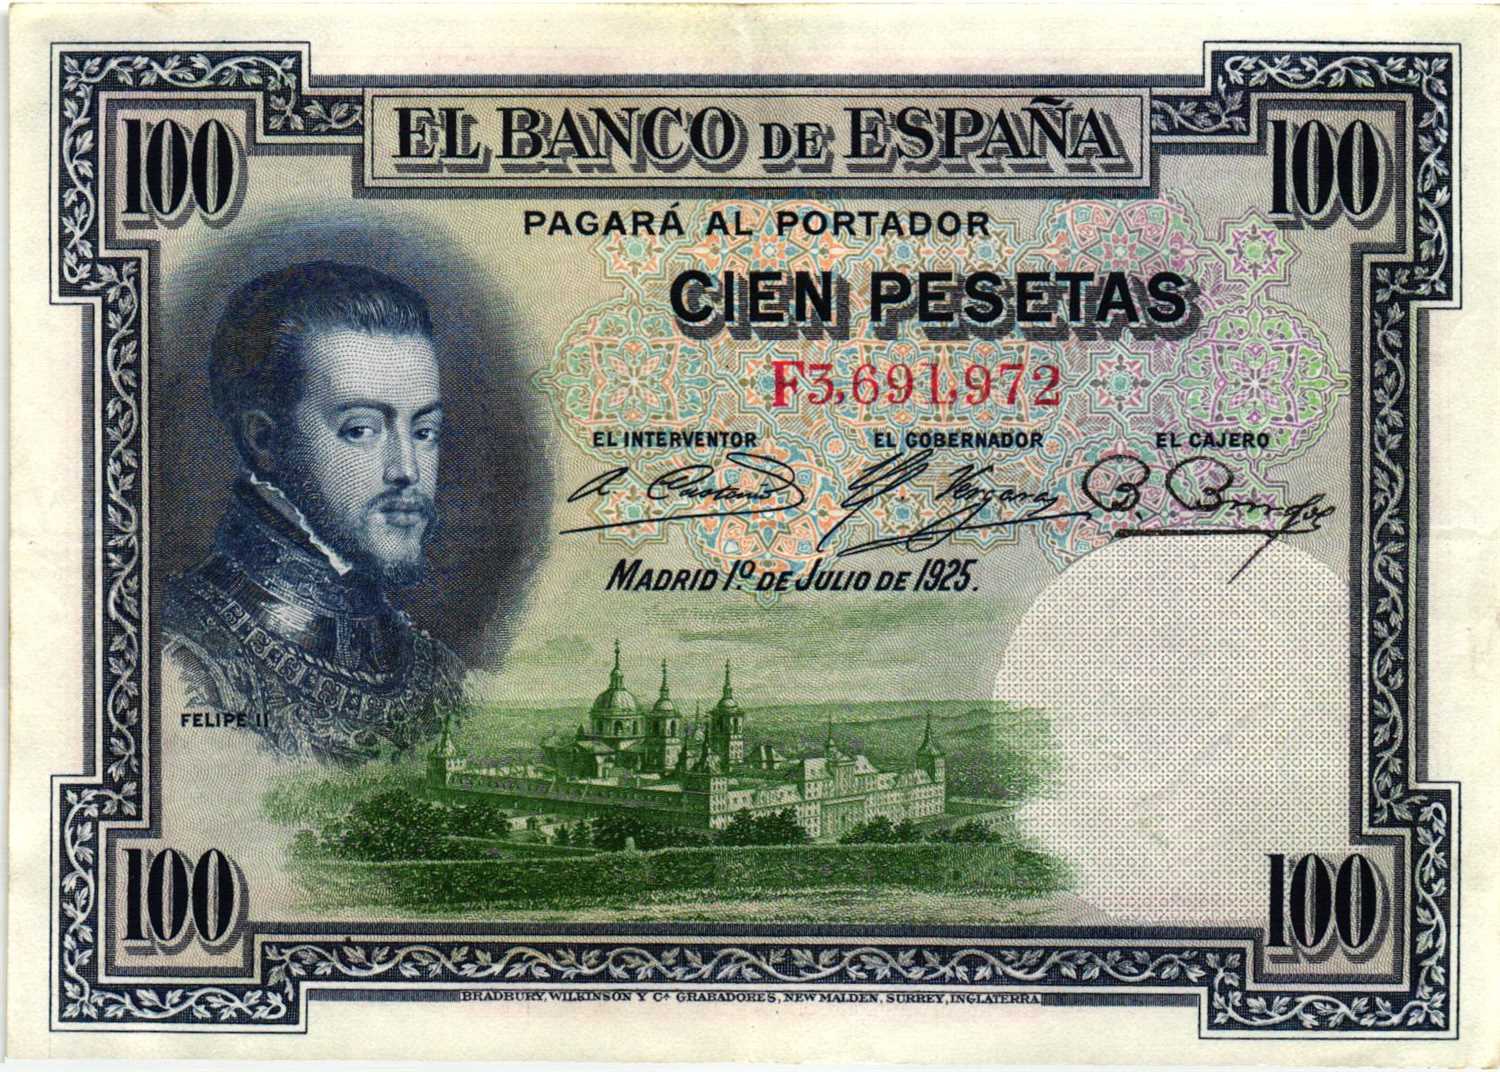 100
EL BANCO DE ESPAÑA
100
PAGARÁ AL PORTADOR
CIEN PESETAS
F3,691,972
EL INTERVENTOR
EL GOBERNADOR
EL CAJERO
MADRID 1.º DE JULIO DE 1925.
FELIPE II
100
100
BRADBURY, WILKINSON Y Cª GRABADORES, NEW MALDEN, SURREY, INGLATERRA